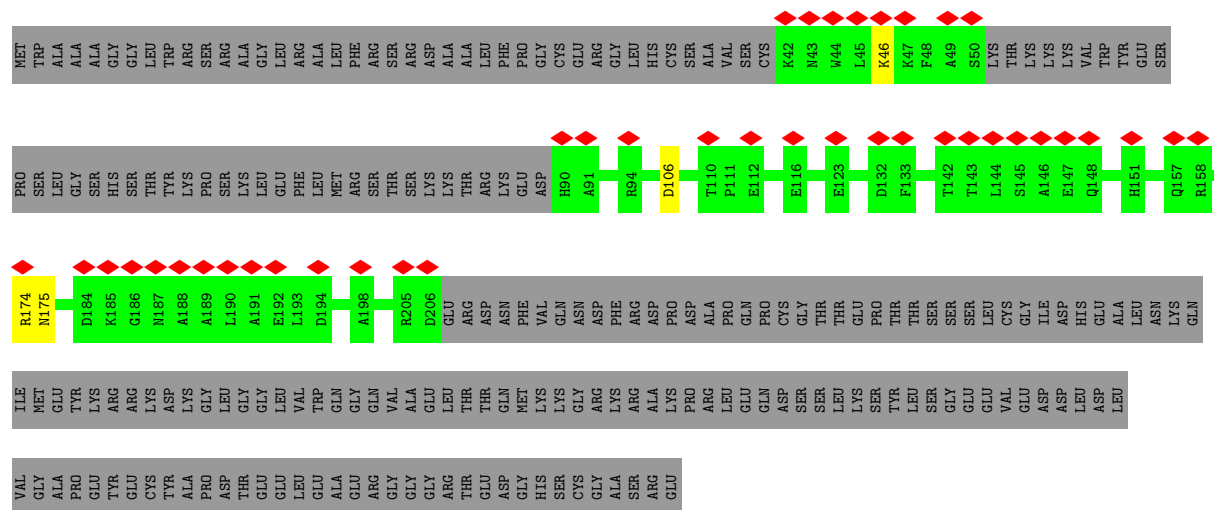 MET TRP ALA ALA ALA GLY GLY LEU TRP ARG SER ARG ALA GLY LEU ARG ALA LEU PHE ARG SER ARG ASP ALA ALA LEU PHE PRO GLY CYS GLU ARG GLY LEU HIS CYS SER ALA VAL SER CYS K42 N43 W44 L45 K46 K47 F48 A49 S50 LYS THR LYS LYS LYS VAL TRP TYR GLU SER
PRO SER LEU GLY SER HIS SER THR TYR LYS PRO SER LYS LEU GLU PHE LEU MET ARG SER THR SER LYS LYS THR ARG LYS GLU ASP H90 A91 R94 D106 T110 P111 E112 E116 E123 D132 F133 T142 T143 L144 S145 A146 E147 Q148 H151 Q157 R158
R174 N175 D184 K185 G186 N187 A188 A189 L190 A191 E192 L193 D194 A198 R205 D206 GLU ARG ASP ASN PHE VAL GLN ASN ASP PHE ARG ASP PRO ASP ALA PRO GLN PRO CYS GLY THR THR GLU PRO THR THR SER SER SER LEU CYS GLY ILE ASP HIS GLU ALA LEU ASN LYS GLN
ILE MET GLU TYR LYS ARG ARG LYS ASP LYS GLY LEU GLY GLY LEU VAL TRP GLN GLY GLN VAL ALA GLU LEU THR THR GLN MET LYS LYS GLY ARG LYS ARG ALA LYS PRO ARG LEU GLU GLN ASP SER SER LEU LYS SER TYR LEU SER GLY GLU GLU VAL GLU ASP ASP LEU ASP LEU
VAL GLY ALA PRO GLU TYR GLU CYS TYR ALA PRO ASP THR GLU GLU LEU GLU ALA GLU ARG GLY GLY GLY ARG THR GLU ASP GLY HIS SER CYS GLY ALA SER ARG GLU